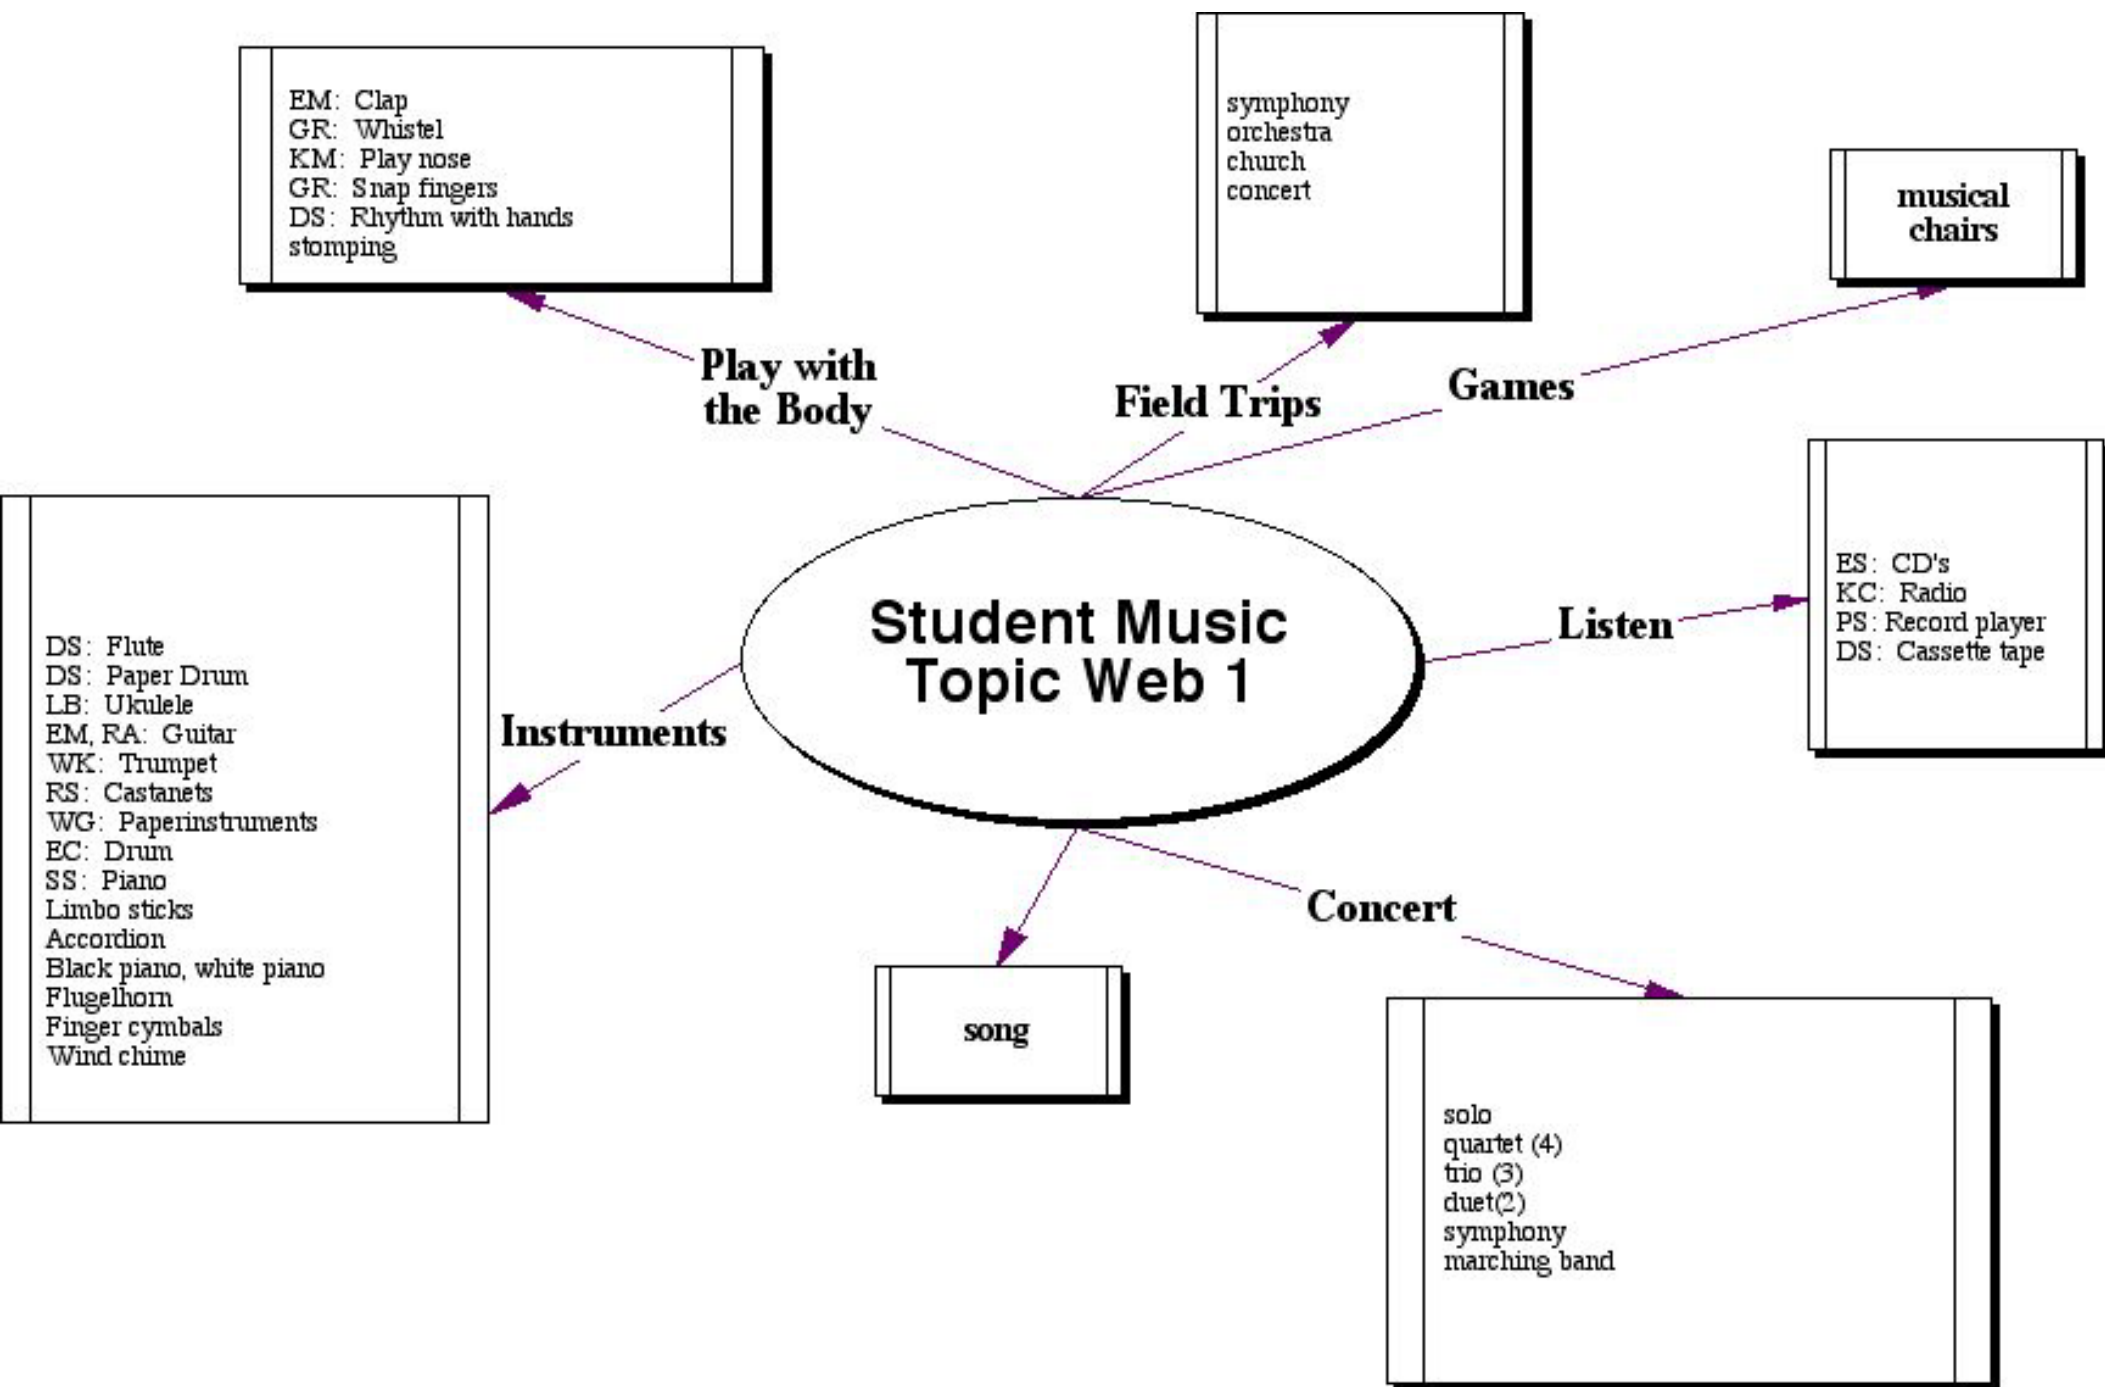 EM: Clap
GR: Whistel
KM: Play nose
GR: Snap fingers
DS: Rhythm with hands
stomping
symphony
orchestra
church
concert
musical
chairs
Play with
the Body
Field Trips
Games
DS: Flute
DS: Paper Drum
LB: Ukulele
EM, RA: Guitar
WK: Trumpet
RS: Castanets
WG: Paperinstruments
EC: Drum
SS: Piano
Limbo sticks
Accordion
Black piano, white piano
Flugelhorn
Finger cymbals
Wind chime
Instruments
Student Music
Topic Web 1
Listen
ES: CD's
KC: Radio
PS: Record player
DS: Cassette tape
Concert
song
solo
quartet (4)
trio (3)
duet(2)
symphony
marching band